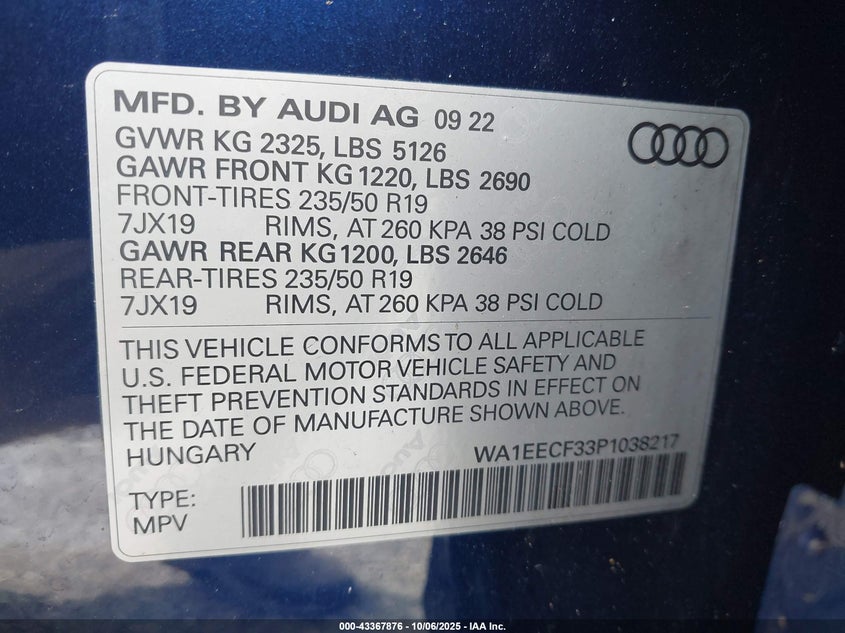 MFD. BY AUDI AG 09 22
GVWR KG 2325, LBS 5126
GAWR FRONT KG 1220, LBS 2690
FRONT-TIRES 235/50 R19
7JX19 RIMS, AT 260 KPA 38 PSI COLD
GAWR REAR KG 1200, LBS 2646
REAR-TIRES 235/50 R19
7JX19 RIMS, AT 260 KPA 38 PSI COLD
THIS VEHICLE CONFORMS TO ALL APPLICABLE
U.S. FEDERAL MOTOR VEHICLE SAFETY AND
THEFT PREVENTION STANDARDS IN EFFECT ON
THE DATE OF MANUFACTURE SHOWN ABOVE.
HUNGARY WA1EECF33P1038217
TYPE:
MPV
000-43367876 - 10/06/2025 - IAA Inc.